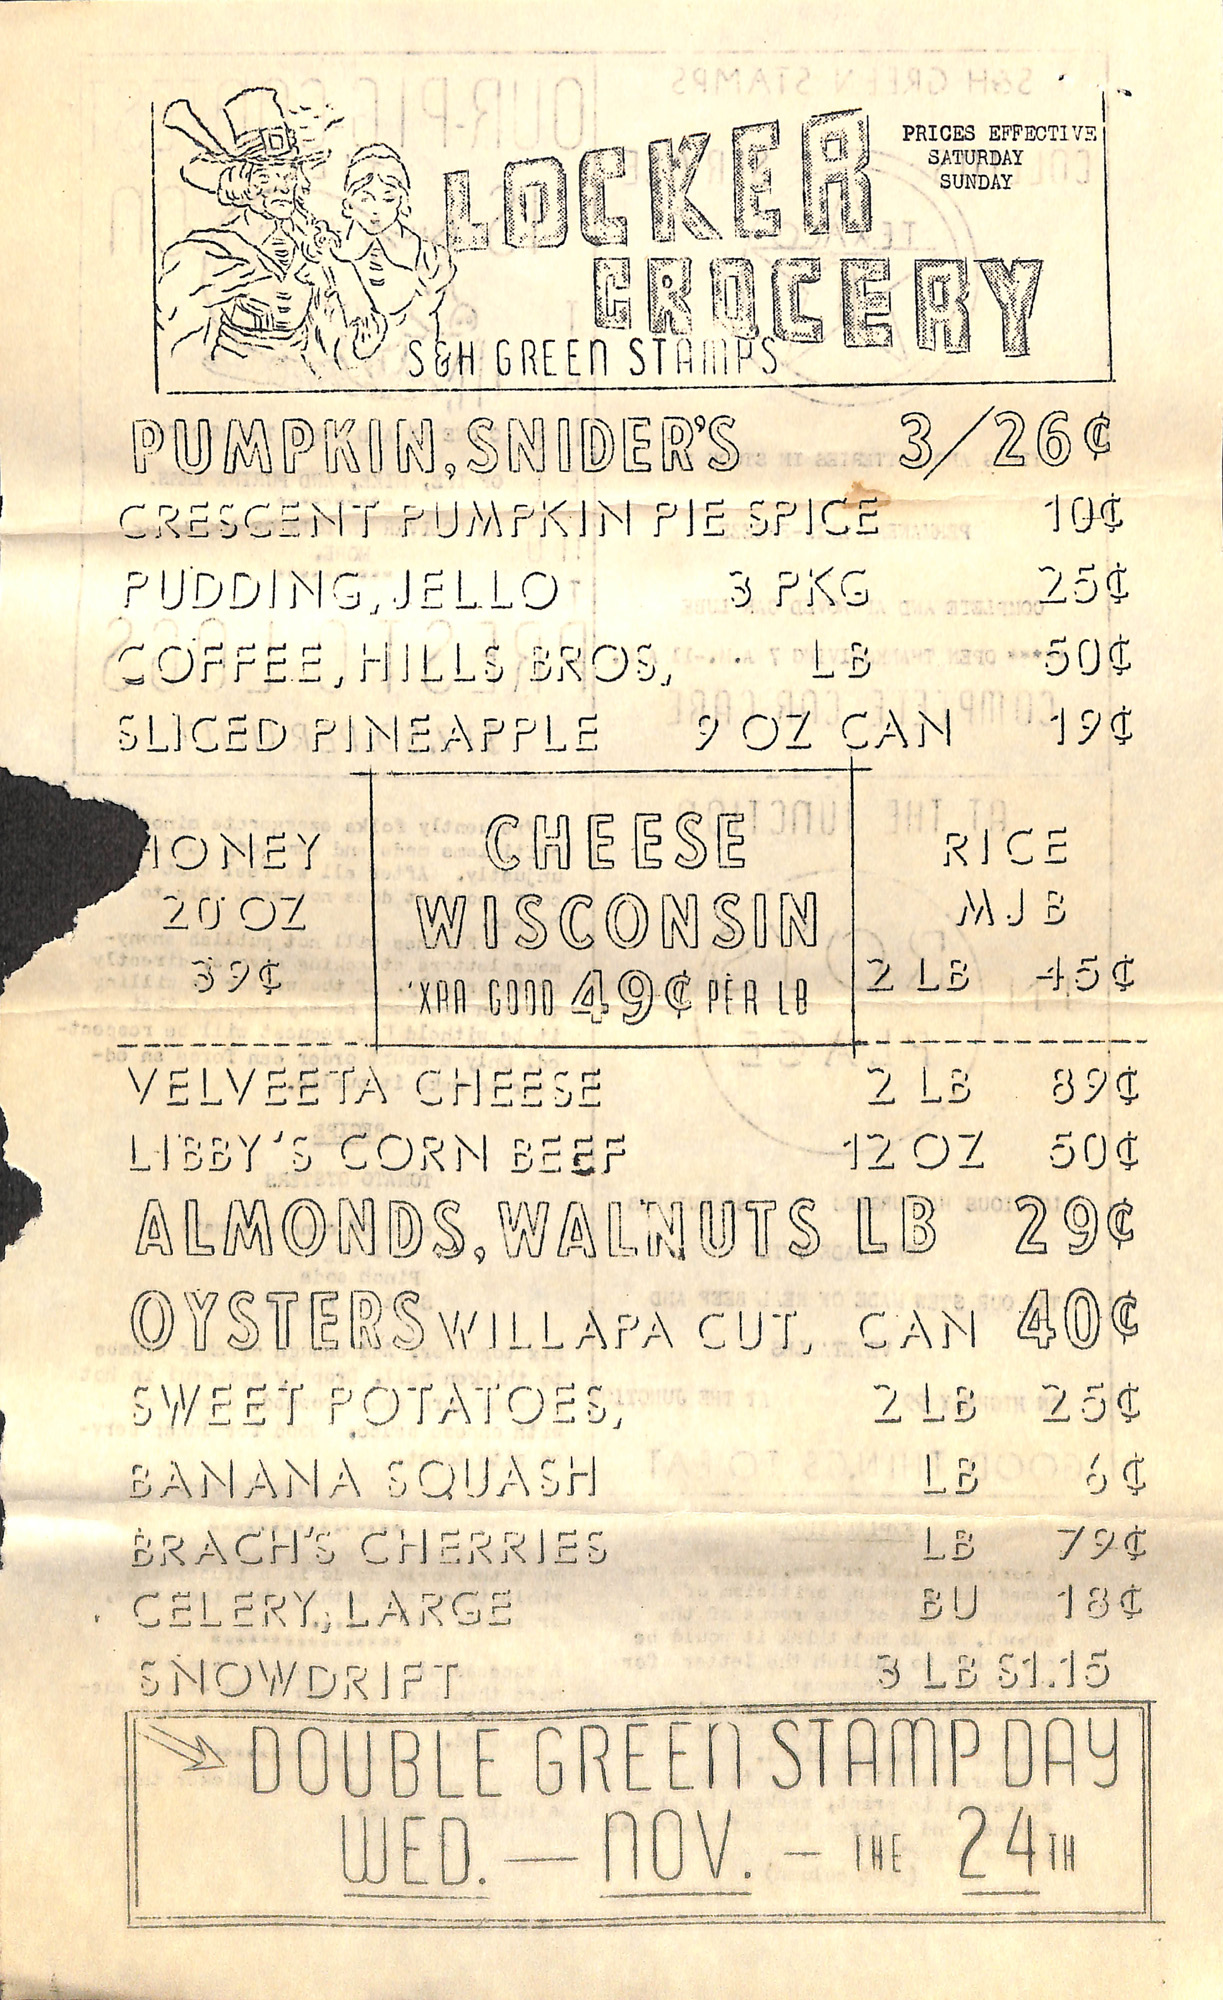 LOCKER
GROCERY
PRICES EFFECTIVE
SATURDAY
SUNDAY
S&H GREEN STAMPS
PUMPKIN, SNIDER'S 3/26¢
CRESCENT PUMPKIN PIE SPICE 10¢
PUDDING, JELLO 3 PKG 25¢
COFFEE, HILLS BROS, LB 50¢
SLICED PINEAPPLE 9 OZ CAN 19¢
HONEY
20 OZ
39¢
CHEESE
WISCONSIN
'XRA GOOD 49¢ PER LB
RICE
MJB
2 LB 45¢
VELVEETA CHEESE 2 LB 89¢
LIBBY'S CORN BEEF 12 OZ 50¢
ALMONDS, WALNUTS LB 29¢
OYSTERS WILLAPA CUT, CAN 40¢
SWEET POTATOES, 2 LB 25¢
BANANA SQUASH LB 6¢
BRACH'S CHERRIES LB 79¢
CELERY, LARGE BU 18¢
SNOWDRIFT 3 LB $1.15
DOUBLE GREEN STAMP DAY
WED. — NOV. — THE 24TH